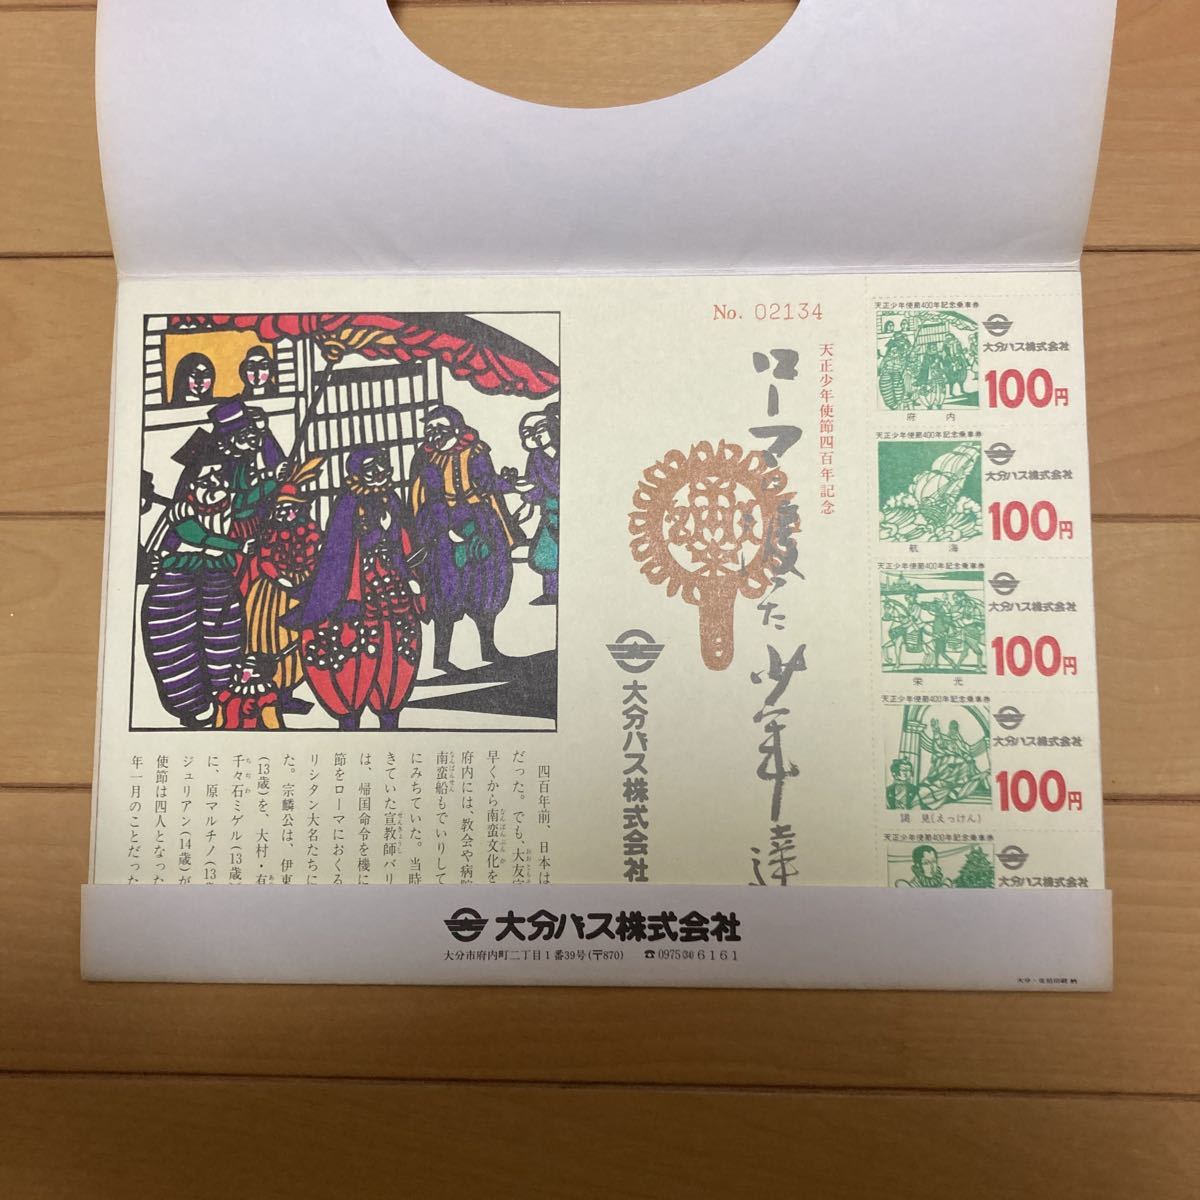 No. 02134
天正少年使節四百年記念
ローマに渡った少年達
大分バス株式会社
四百年前、日本は
だった。でも、大友宗
早くから南蛮文化を
府内には、教会や病院
南蛮船もでいりして
にみちていた。当時
きていた宣教師バリ
は、帰国命令を機に
節をローマにおくる
リシタン大名たちに
た。宗麟公は、伊東
(13歳)を、大村・有
千々石ミゲル(13歳)
に、原マルチノ(13
ジュリアン(14歳)が
使節は四人となった
年一月のことだった
天正少年使節400年記念乗車券
大分バス株式会社
100円
府内
天正少年使節400年記念乗車券
大分バス株式会社
100円
航海
天正少年使節400年記念乗車券
大分バス株式会社
100円
栄光
天正少年使節400年記念乗車券
大分バス株式会社
100円
謁見(えっけん)
天正少年使節400年記念乗車券
大分バス株式会社
大分バス株式会社
大分市府内町二丁目1番39号(〒870) ☎0975(34)6161